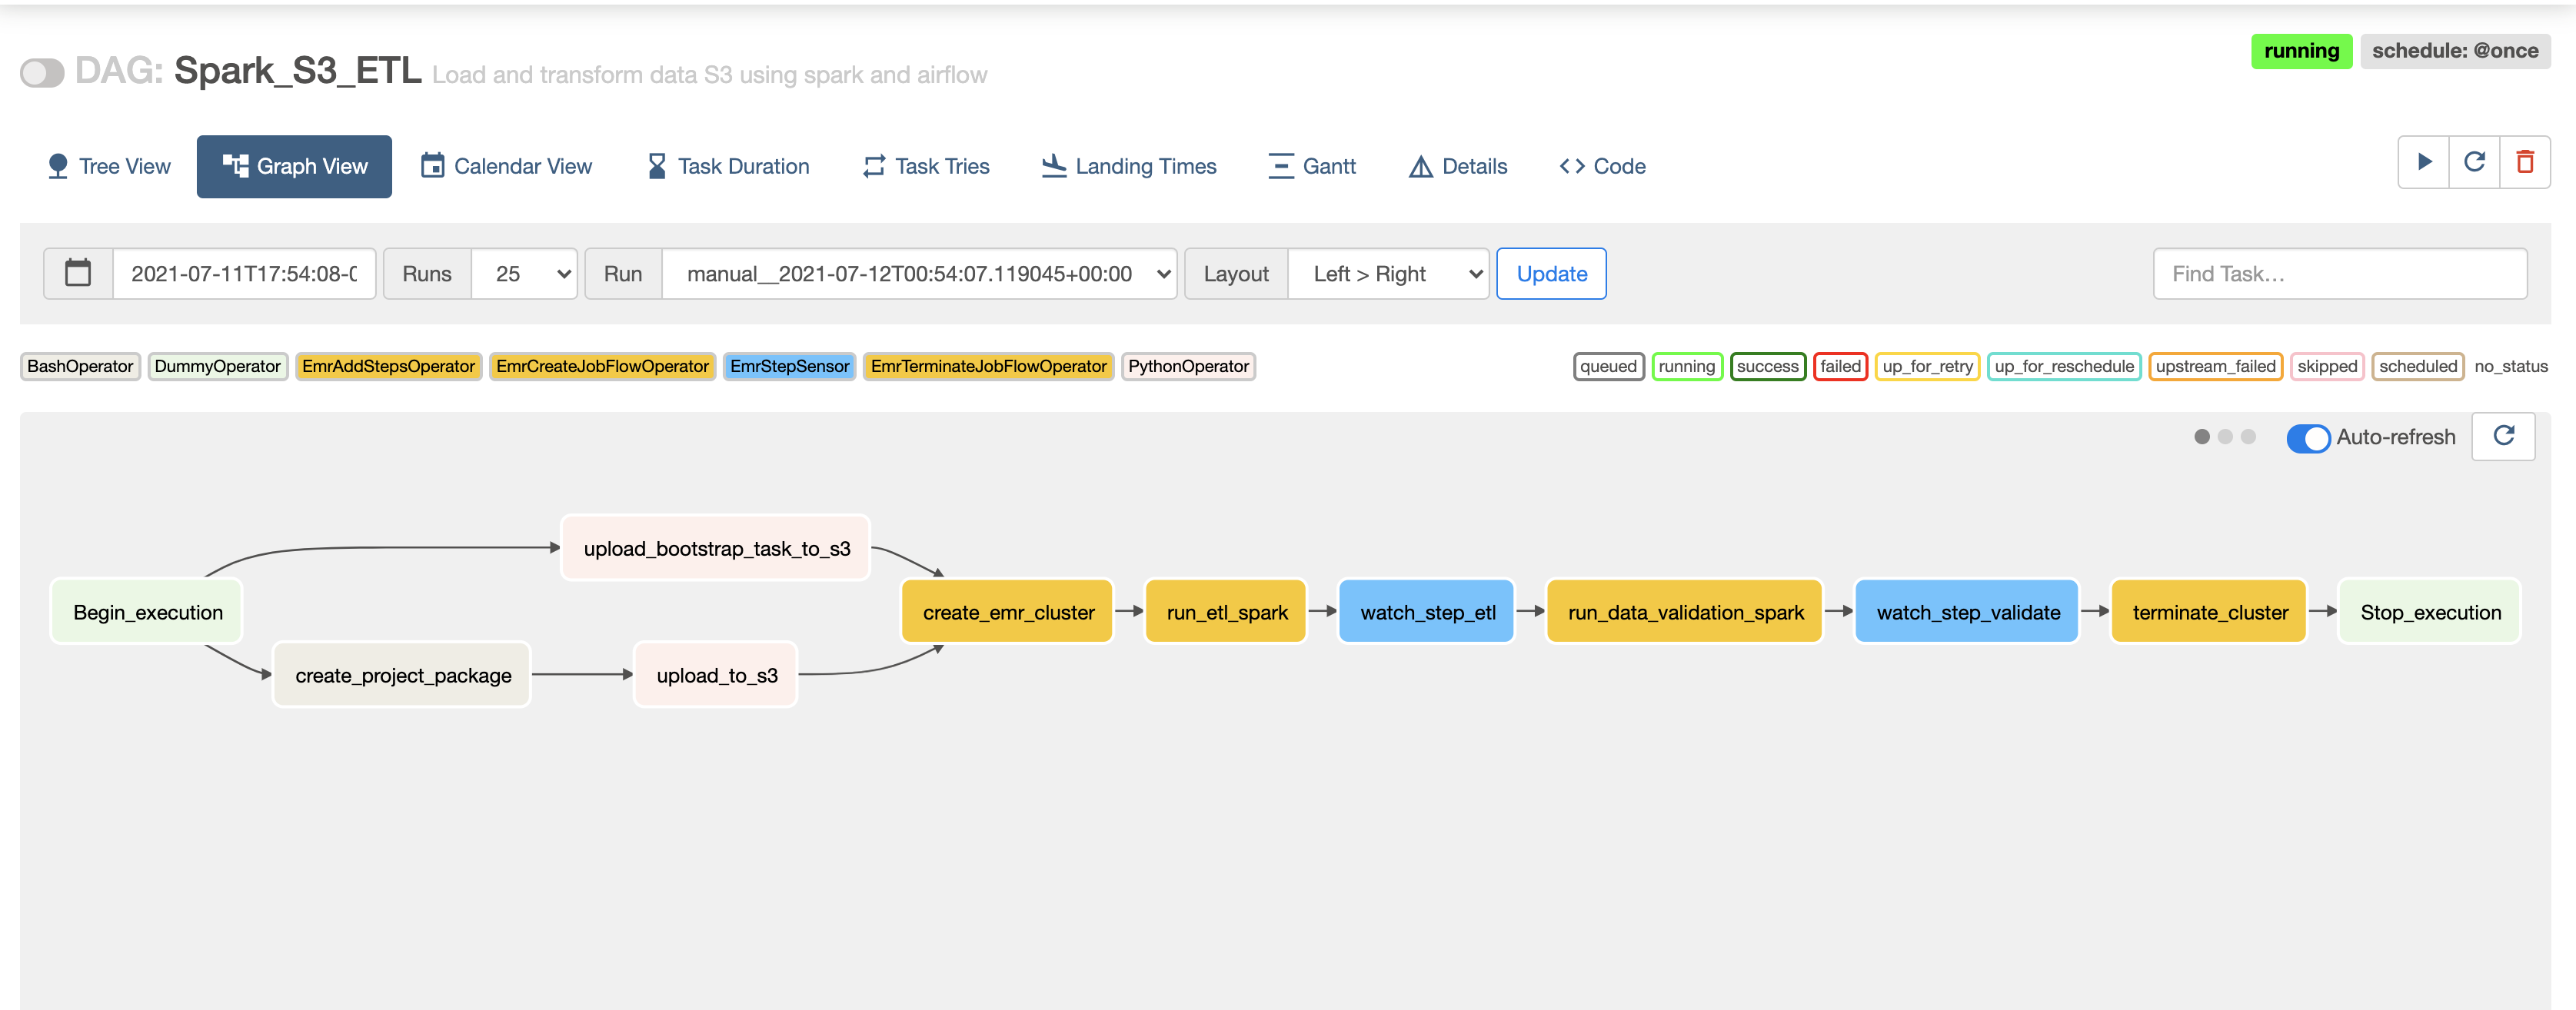 DAG: Spark_S3_ETL Load and transform data S3 using spark and airflow
running schedule: @once
Tree View Graph View Calendar View Task Duration Task Tries Landing Times Gantt Details Code
2021-07-11T17:54:08-0 Runs 25 Run manual__2021-07-12T00:54:07.119045+00:00 Layout Left > Right Update Find Task...
BashOperator DummyOperator EmrAddStepsOperator EmrCreateJobFlowOperator EmrStepSensor EmrTerminateJobFlowOperator PythonOperator queued running success failed up_for_retry up_for_reschedule upstream_failed skipped scheduled no_status
Auto-refresh
upload_bootstrap_task_to_s3
Begin_execution create_emr_cluster run_etl_spark watch_step_etl run_data_validation_spark watch_step_validate terminate_cluster Stop_execution
create_project_package upload_to_s3